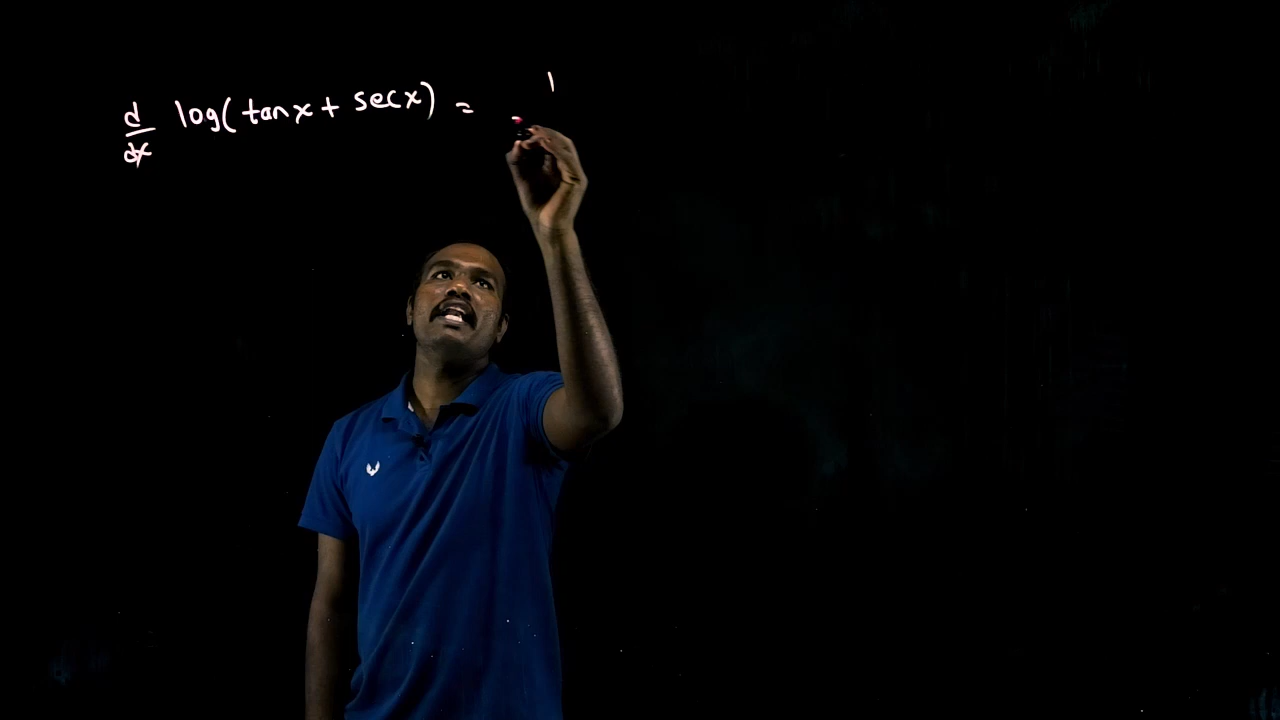 d/dx log(tanx + secx) = 1